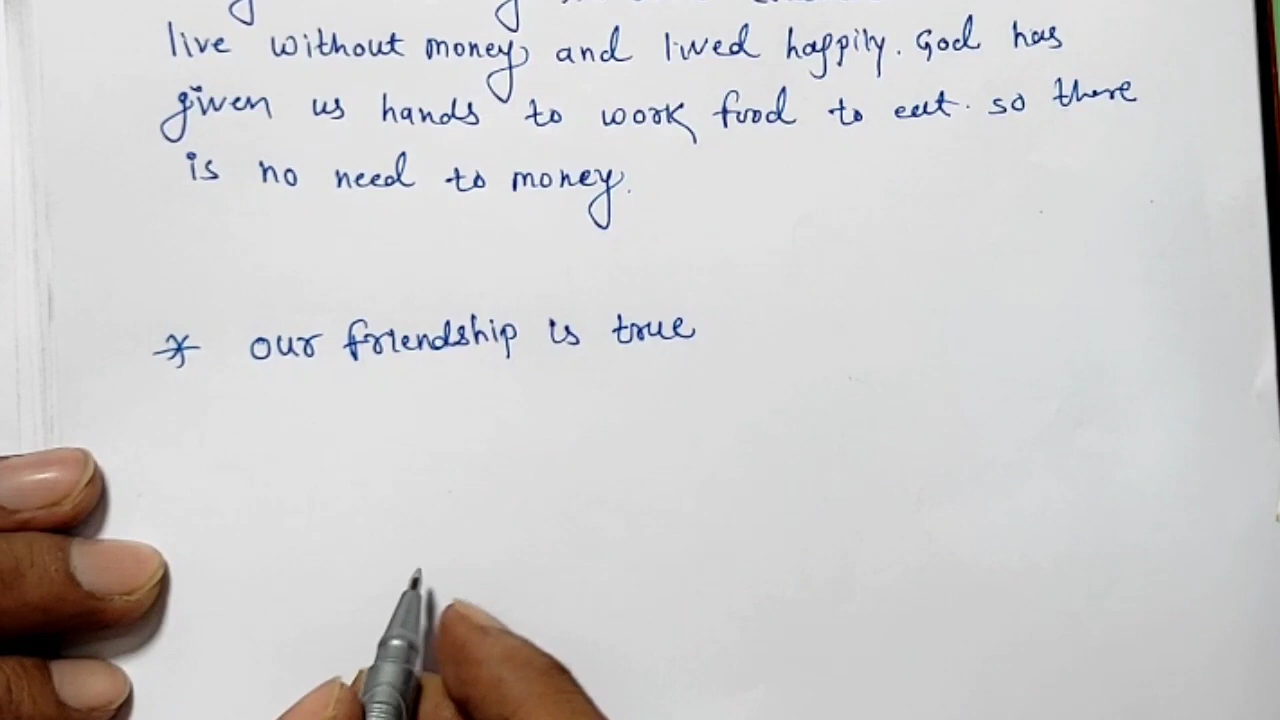 live without money and lived happily. God has
given us hands to work food to eat. so there
is no need to money.
* our friendship is true